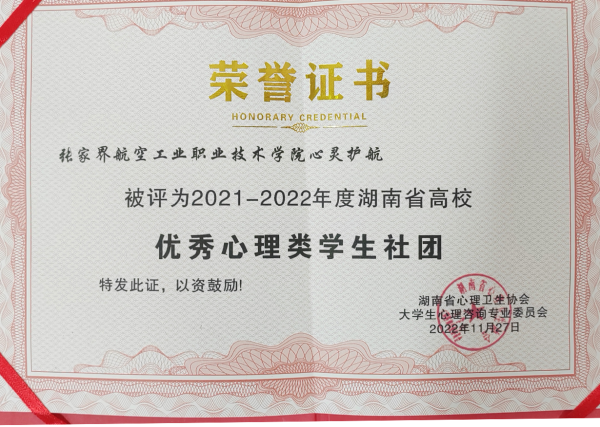 荣誉证书
HONORARY CREDENTIAL
张家界航空工业职业技术学院心灵护航
被评为2021-2022年度湖南省高校
优秀心理类学生社团
特发此证，以资鼓励!
湖南省心理卫生协会
大学生心理咨询专业委员会
2022年11月27日